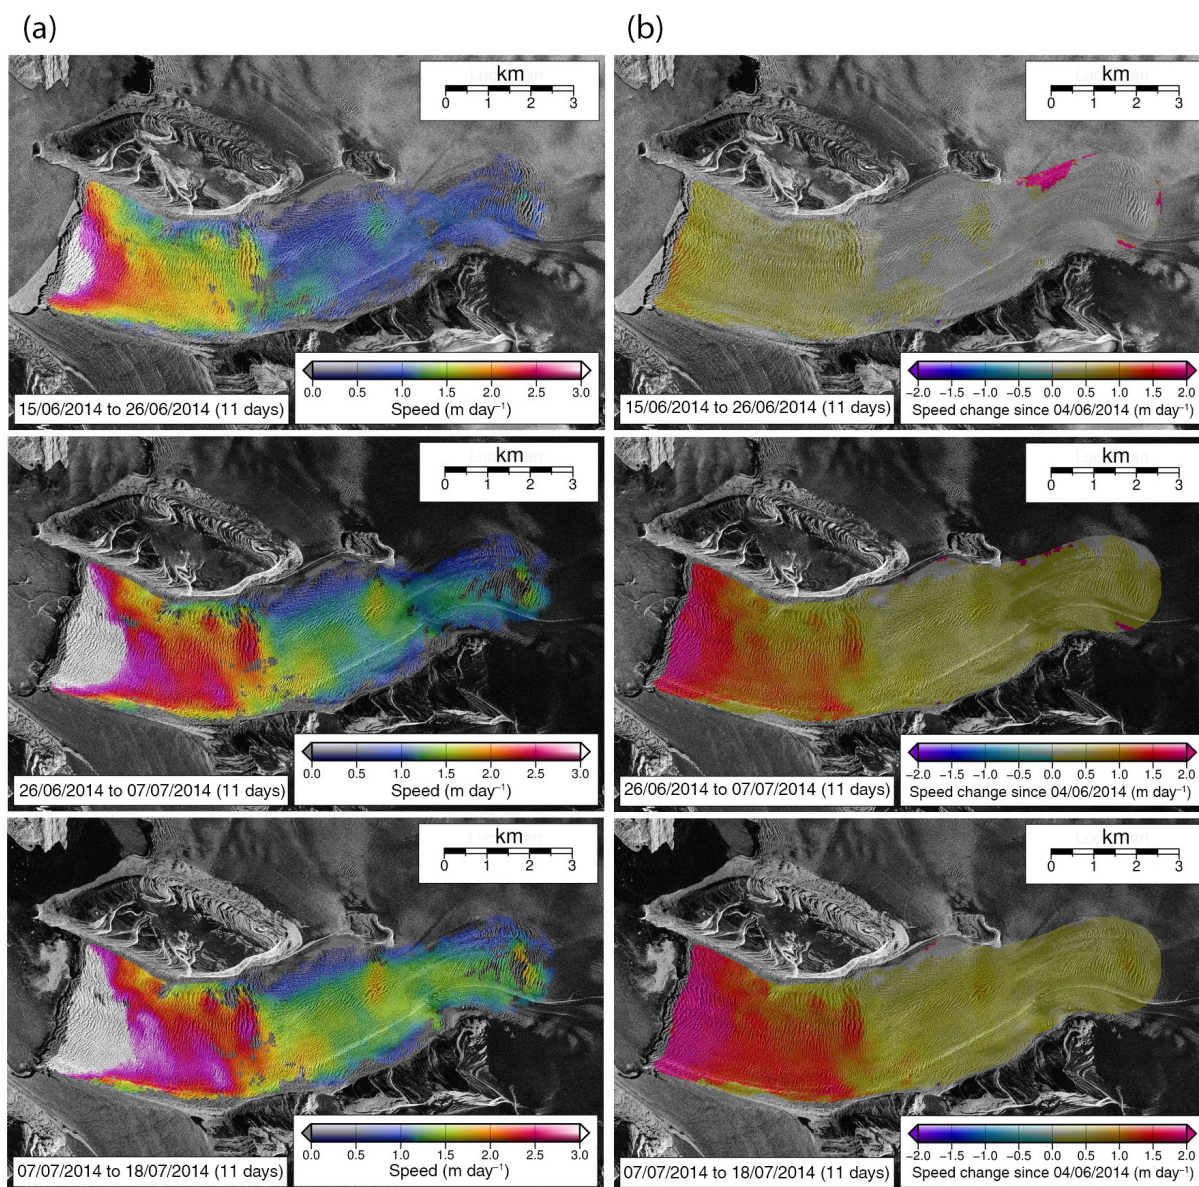 (a)
(b)
km
0 1 2 3
km
0 1 2 3
0.0 0.5 1.0 1.5 2.0 2.5 3.0
Speed (m day⁻¹)
15/06/2014 to 26/06/2014 (11 days)
−2.0 −1.5 −1.0 −0.5 0.0 0.5 1.0 1.5 2.0
Speed change since 04/06/2014 (m day⁻¹)
15/06/2014 to 26/06/2014 (11 days)
km
0 1 2 3
km
0 1 2 3
0.0 0.5 1.0 1.5 2.0 2.5 3.0
Speed (m day⁻¹)
26/06/2014 to 07/07/2014 (11 days)
−2.0 −1.5 −1.0 −0.5 0.0 0.5 1.0 1.5 2.0
Speed change since 04/06/2014 (m day⁻¹)
26/06/2014 to 07/07/2014 (11 days)
km
0 1 2 3
km
0 1 2 3
0.0 0.5 1.0 1.5 2.0 2.5 3.0
Speed (m day⁻¹)
07/07/2014 to 18/07/2014 (11 days)
−2.0 −1.5 −1.0 −0.5 0.0 0.5 1.0 1.5 2.0
Speed change since 04/06/2014 (m day⁻¹)
07/07/2014 to 18/07/2014 (11 days)